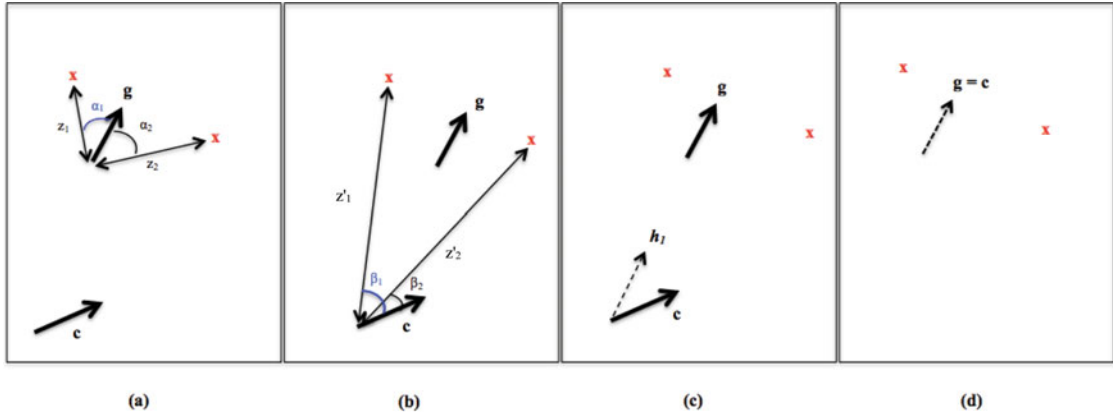 x
g
α1
α2
z1
z2
x
c
x
g
x
z'1
z'2
β1
β2
c
x
g
x
h1
c
x
g = c
x
(a)
(b)
(c)
(d)